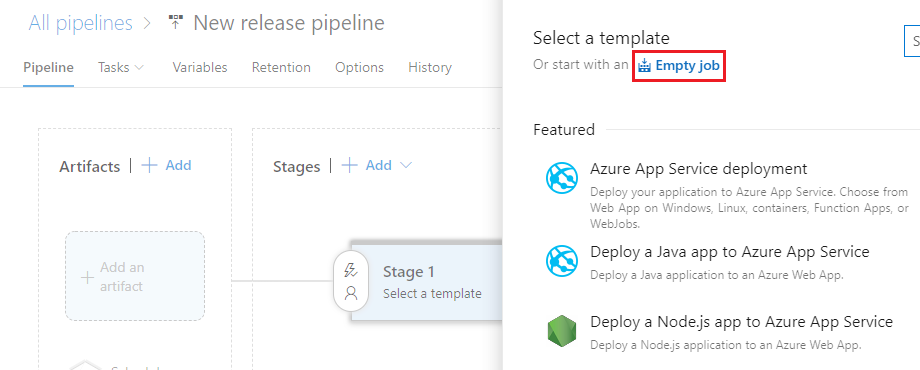 All pipelines > New release pipeline
Pipeline Tasks Variables Retention Options History
Artifacts | + Add
Stages | + Add
+ Add an
artifact
Stage 1
Select a template
Select a template
Or start with an Empty job
Featured
Azure App Service deployment
Deploy your application to Azure App Service. Choose from
Web App on Windows, Linux, containers, Function Apps, or
WebJobs.
Deploy a Java app to Azure App Service
Deploy a Java application to an Azure Web App.
Deploy a Node.js app to Azure App Service
Deploy a Node.js application to an Azure Web App.